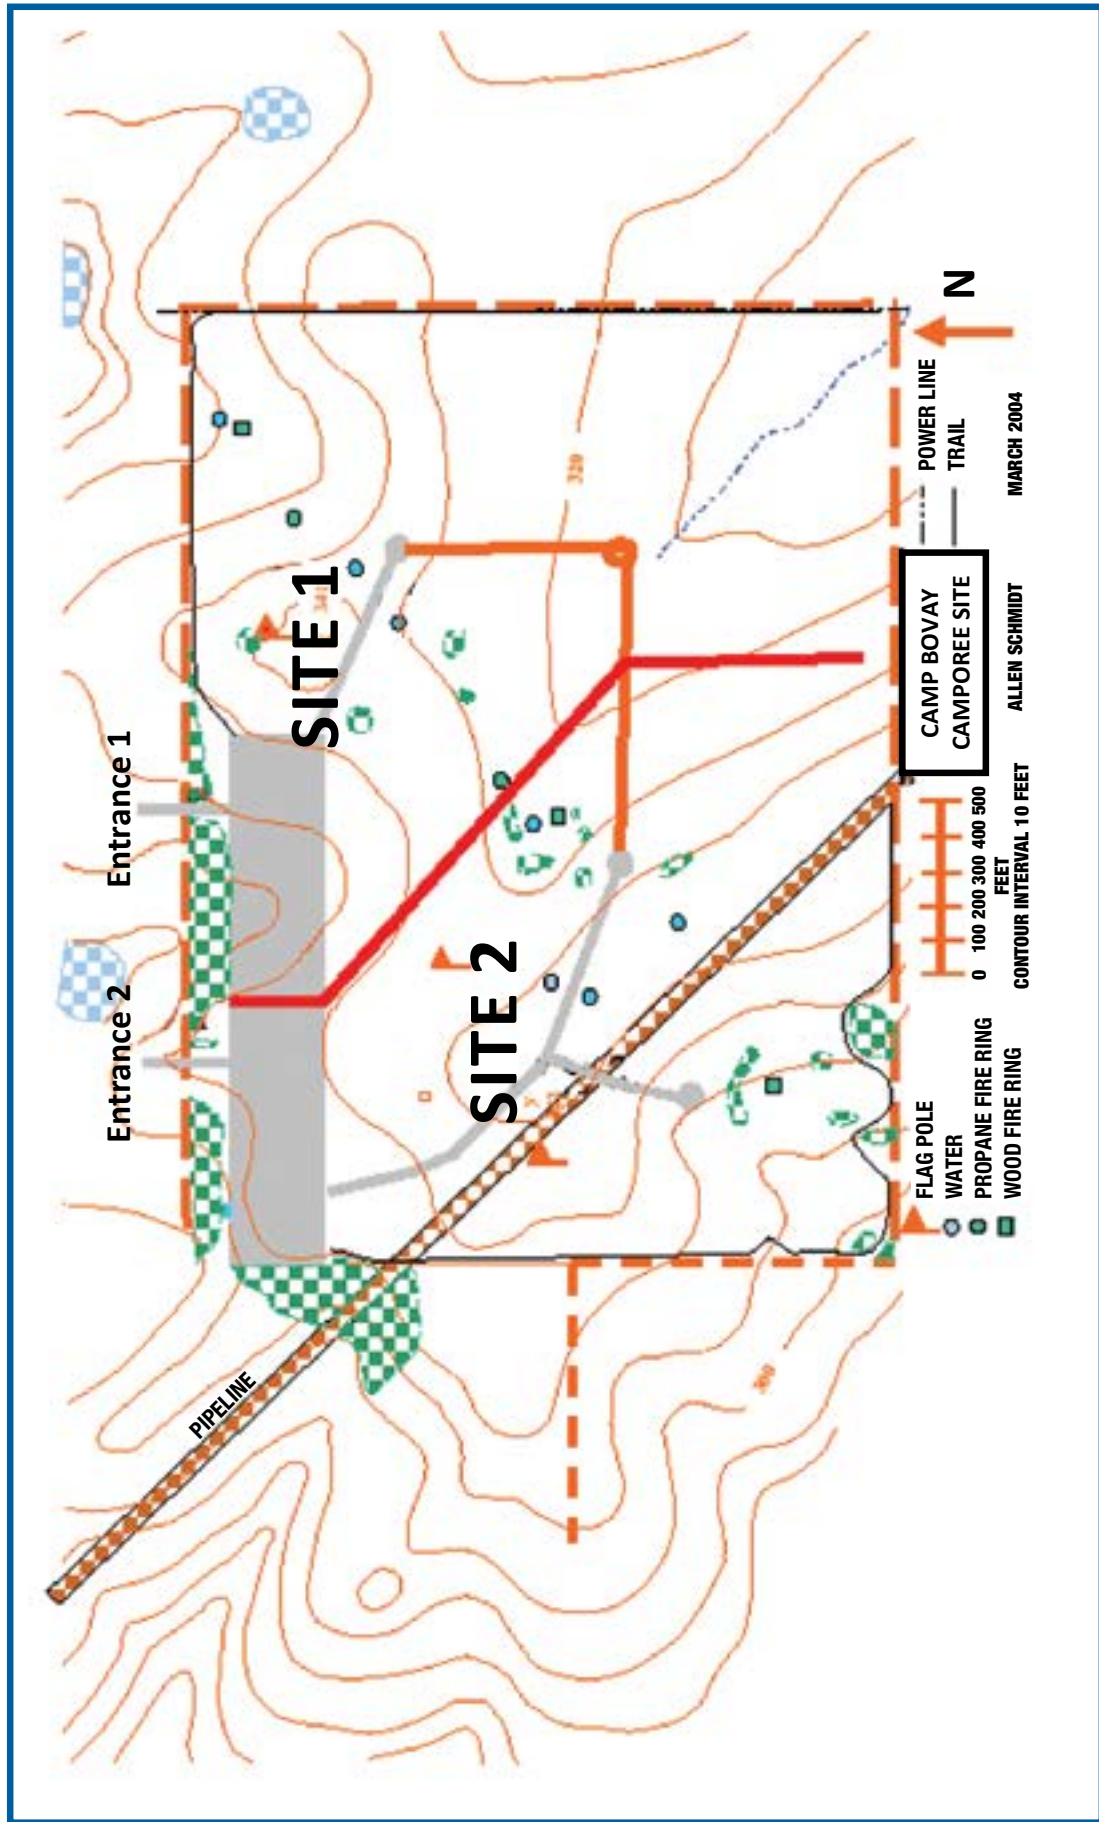 Entrance 2
Entrance 1
PIPELINE
SITE 1
SITE 2
320
300
N
FLAG POLE
WATER
PROPANE FIRE RING
WOOD FIRE RING
0 100 200 300 400 500
FEET
CONTOUR INTERVAL 10 FEET
CAMP BOVAY
CAMPOREE SITE
ALLEN SCHMIDT
POWER LINE
TRAIL
MARCH 2004